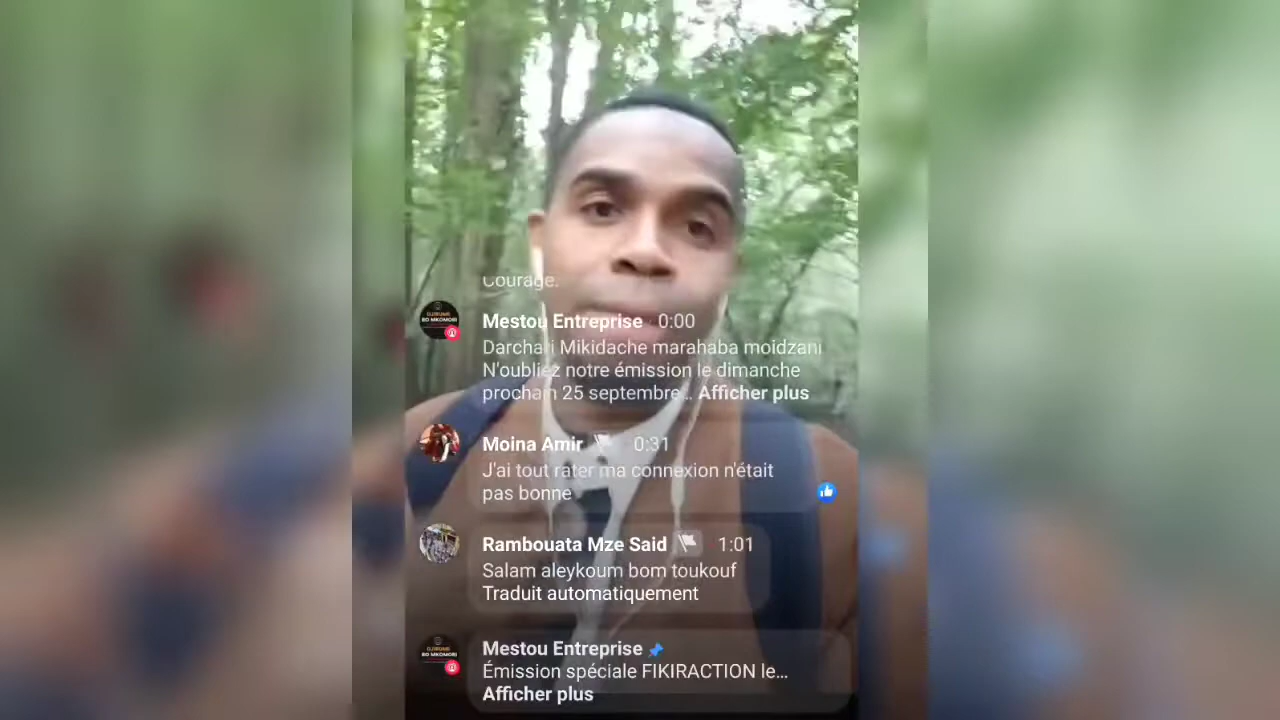 Courage.
Mestou Entreprise 0:00
Darchari Mikidache marahaba moidzani
N'oubliez notre émission le dimanche
prochain 25 septembre... Afficher plus
Moina Amir 0:31
J'ai tout rater ma connexion n'était
pas bonne
Rambouata Mze Said 1:01
Salam aleykoum bom toukouf
Traduit automatiquement
Mestou Entreprise
Émission spéciale FIKIRACTION le...
Afficher plus